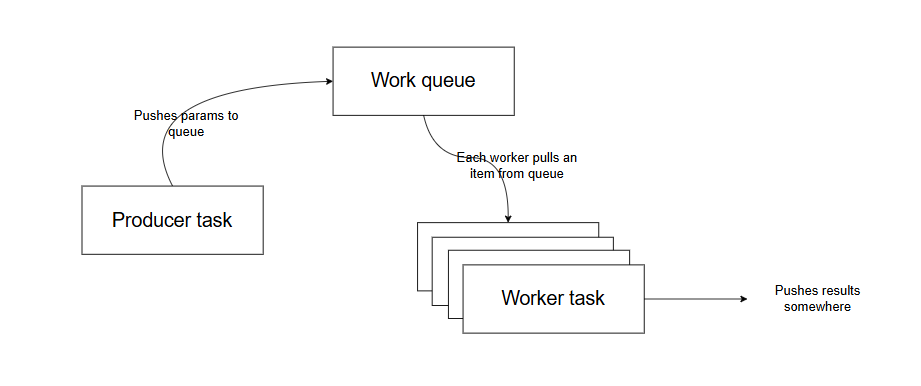 Work queue
Pushes params to
queue
Each worker pulls an
item from queue
Producer task
Worker task
Pushes results
somewhere